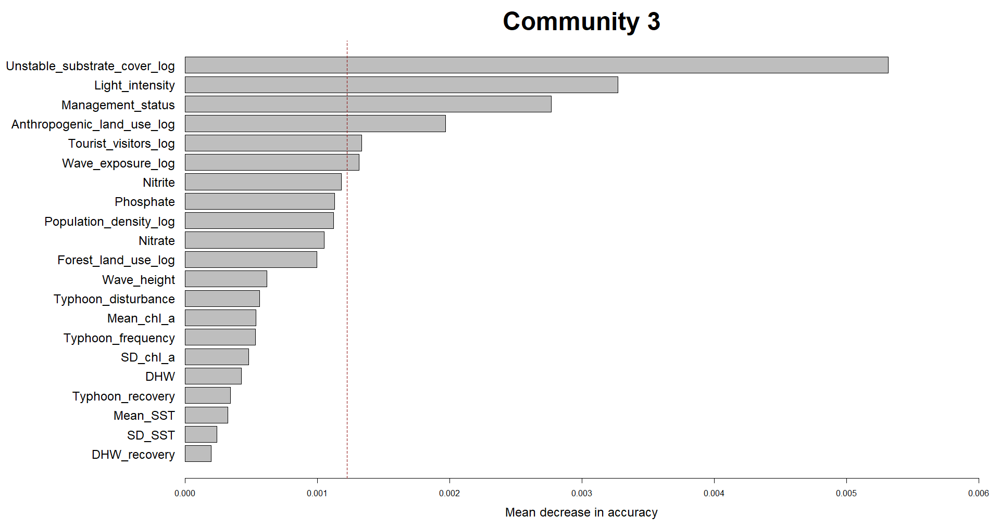 Community 3
Unstable_substrate_cover_log
Light_intensity
Management_status
Anthropogenic_land_use_log
Tourist_visitors_log
Wave_exposure_log
Nitrite
Phosphate
Population_density_log
Nitrate
Forest_land_use_log
Wave_height
Typhoon_disturbance
Mean_chl_a
Typhoon_frequency
SD_chl_a
DHW
Typhoon_recovery
Mean_SST
SD_SST
DHW_recovery
0.000 0.001 0.002 0.003 0.004 0.005 0.006
Mean decrease in accuracy